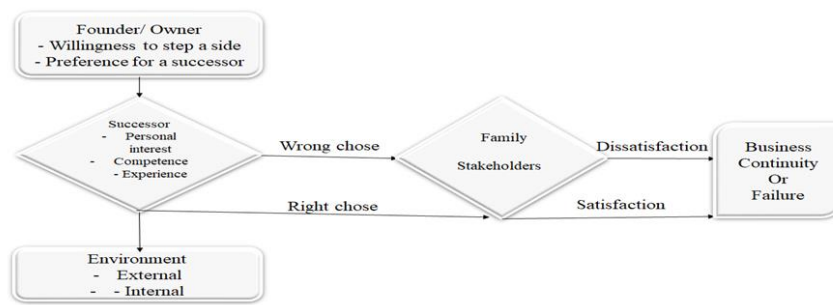 Founder/ Owner
- Willingness to step a side
- Preference for a successor
Successor
- Personal
interest
- Competence
- Experience
Wrong chose
Family
Stakeholders
Dissatisfaction
Business
Continuity
Or
Failure
Right chose
Satisfaction
Environment
- External
- - Internal